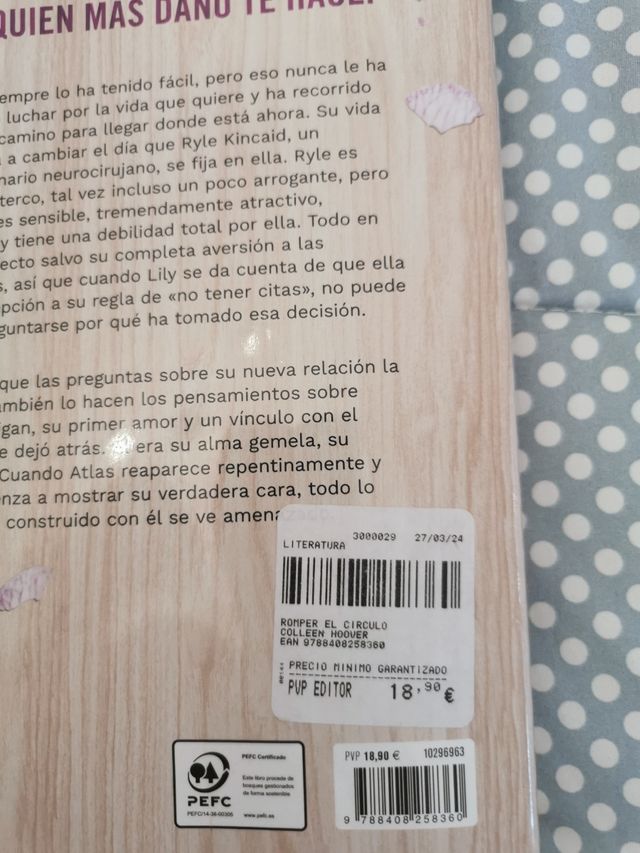 QUIEN MÁS DAÑO TE HACE?
empre lo ha tenido fácil, pero eso nunca le ha
luchar por la vida que quiere y ha recorrido
camino para llegar donde está ahora. Su vida
a a cambiar el día que Ryle Kincaid, un
nario neurocirujano, se fija en ella. Ryle es
terco, tal vez incluso un poco arrogante, pero
es sensible, tremendamente atractivo,
y tiene una debilidad total por ella. Todo en
ecto salvo su completa aversión a las
s, así que cuando Lily se da cuenta de que ella
pción a su regla de «no tener citas», no puede
eguntarse por qué ha tomado esa decisión.
que las preguntas sobre su nueva relación la
ambién lo hacen los pensamientos sobre
igan, su primer amor y un vínculo con el
e dejó atrás. era su alma gemela, su
Cuando Atlas reaparece repentinamente y
enza a mostrar su verdadera cara, todo lo
construido con él se ve amenazado.
LITERATURA 3000029 27/03/24
ROMPER EL CIRCULO
COLLEEN HOOVER
EAN 9788408258360
PRECIO MINIMO GARANTIZADO
PVP EDITOR 18,90 €
PEFC Certificado
Este libro procede de
bosques gestionados
de forma sostenible
PEFC
PEFC/14-38-00305 www.pefc.es
PVP 18,90 € 10296963
9 788408 258360